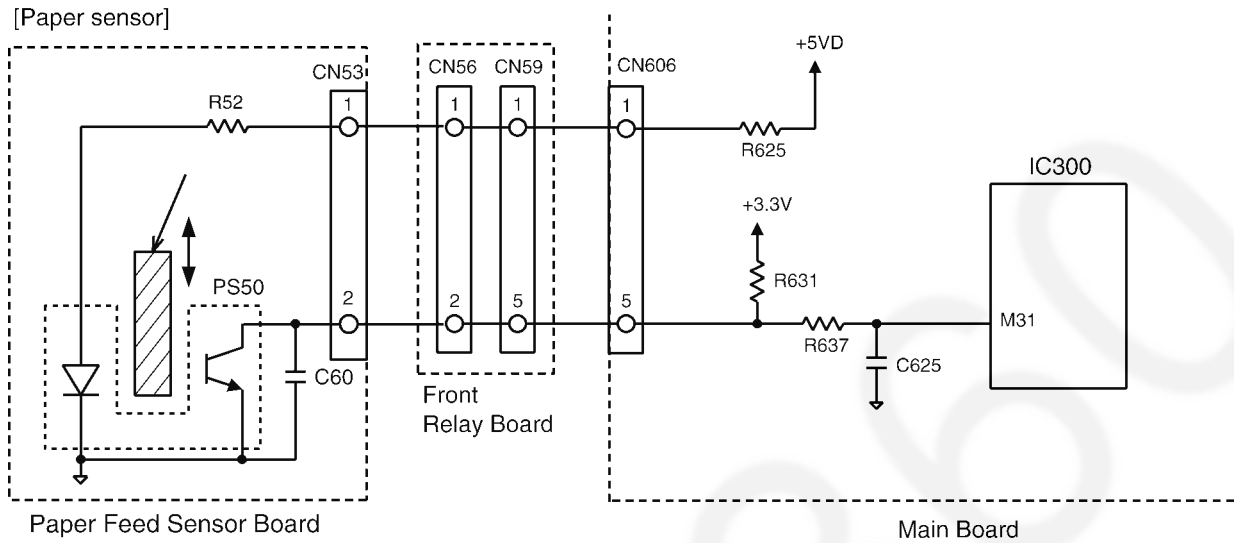 [Paper sensor]
+5VD
CN53
CN56
CN59
CN606
R52
1
1
1
1
R625
IC300
+3.3V
R631
PS50
2
2
5
5
M31
R637
C60
C625
Front
Relay Board
Paper Feed Sensor Board
Main Board